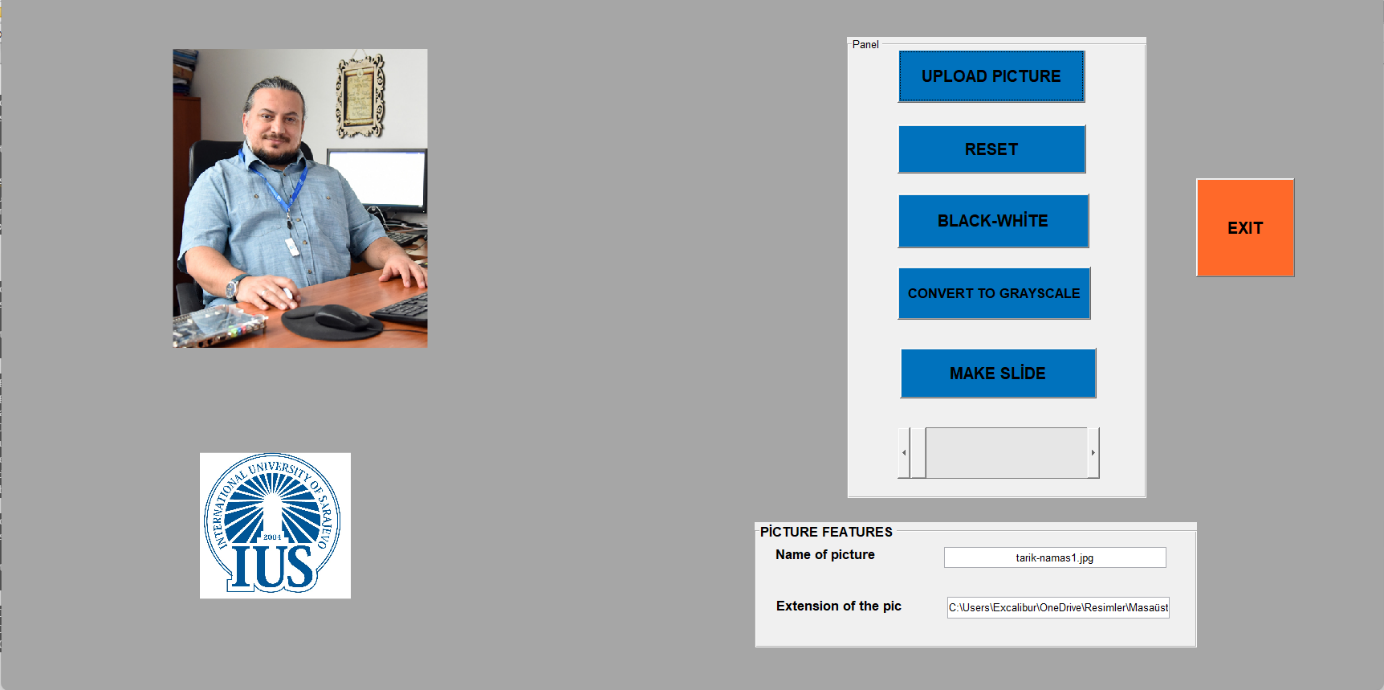 Panel
UPLOAD PICTURE
RESET
BLACK-WHİTE
CONVERT TO GRAYSCALE
MAKE SLİDE
EXIT
INTERNATIONAL UNIVERSITY OF SARAJEVO
2004
IUS
PİCTURE FEATURES
Name of picture
tarik-namas1.jpg
Extension of the pic
C:\Users\Excalibur\OneDrive\Resimler\Masaüst